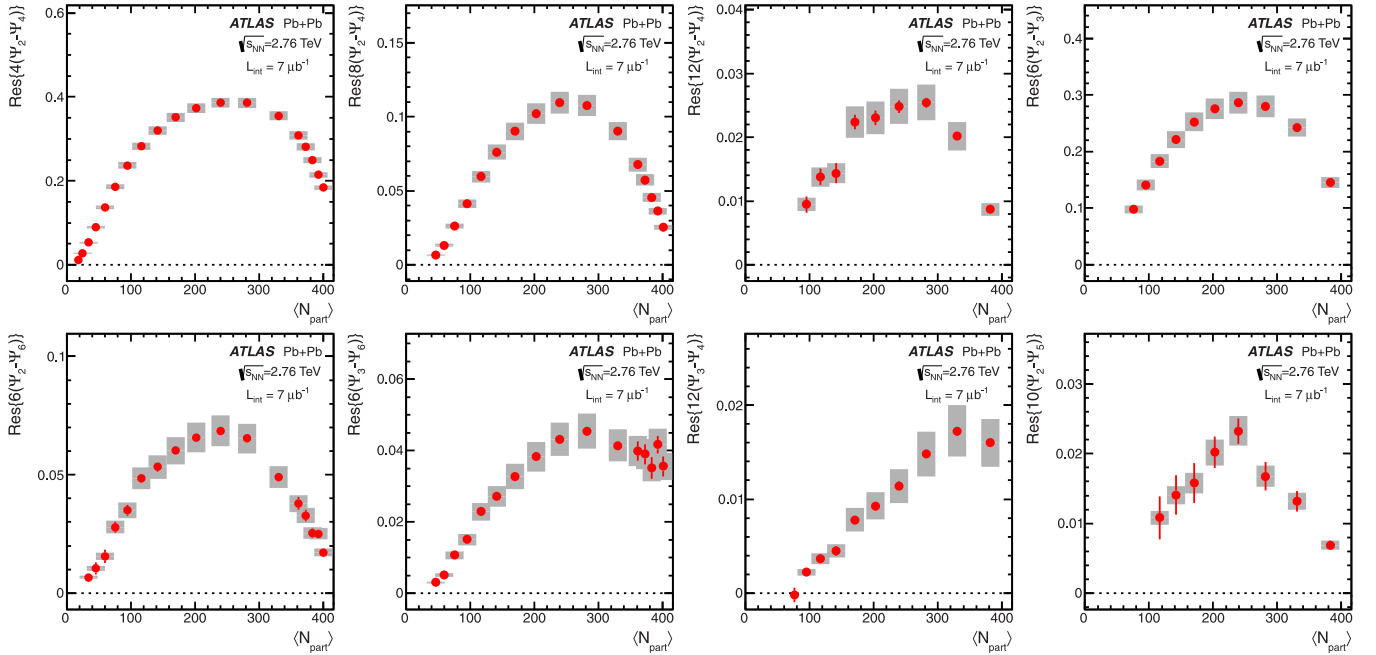 Res{4(Ψ2-Ψ4)}
0.6
0.4
0.2
0
ATLAS Pb+Pb
√sNN=2.76 TeV
Lint = 7 μb-1
0 100 200 300 400
⟨Npart⟩
Res{8(Ψ2-Ψ4)}
0.15
0.1
0.05
0
ATLAS Pb+Pb
√sNN=2.76 TeV
Lint = 7 μb-1
0 100 200 300 400
⟨Npart⟩
Res{12(Ψ2-Ψ4)}
0.04
0.03
0.02
0.01
0
ATLAS Pb+Pb
√sNN=2.76 TeV
Lint = 7 μb-1
0 100 200 300 400
⟨Npart⟩
Res{6(Ψ2-Ψ3)}
0.4
0.3
0.2
0.1
0
ATLAS Pb+Pb
√sNN=2.76 TeV
Lint = 7 μb-1
0 100 200 300 400
⟨Npart⟩
Res{6(Ψ2-Ψ6)}
0.1
0.05
0
ATLAS Pb+Pb
√sNN=2.76 TeV
Lint = 7 μb-1
0 100 200 300 400
⟨Npart⟩
Res{6(Ψ3-Ψ6)}
0.06
0.04
0.02
0
ATLAS Pb+Pb
√sNN=2.76 TeV
Lint = 7 μb-1
0 100 200 300 400
⟨Npart⟩
Res{12(Ψ3-Ψ4)}
0.02
0.01
0
ATLAS Pb+Pb
√sNN=2.76 TeV
Lint = 7 μb-1
0 100 200 300 400
⟨Npart⟩
Res{10(Ψ2-Ψ5)}
0.03
0.02
0.01
0
ATLAS Pb+Pb
√sNN=2.76 TeV
Lint = 7 μb-1
0 100 200 300 400
⟨Npart⟩